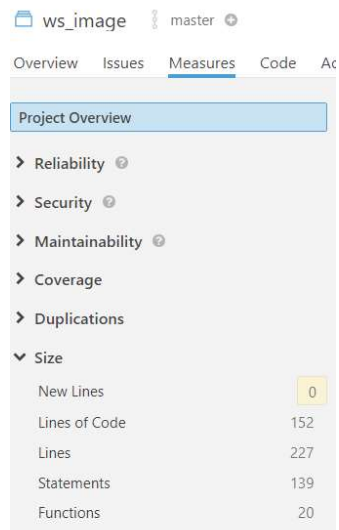 ws_image master
Overview Issues Measures Code Ac
Project Overview
Reliability
Security
Maintainability
Coverage
Duplications
Size
New Lines 0
Lines of Code 152
Lines 227
Statements 139
Functions 20